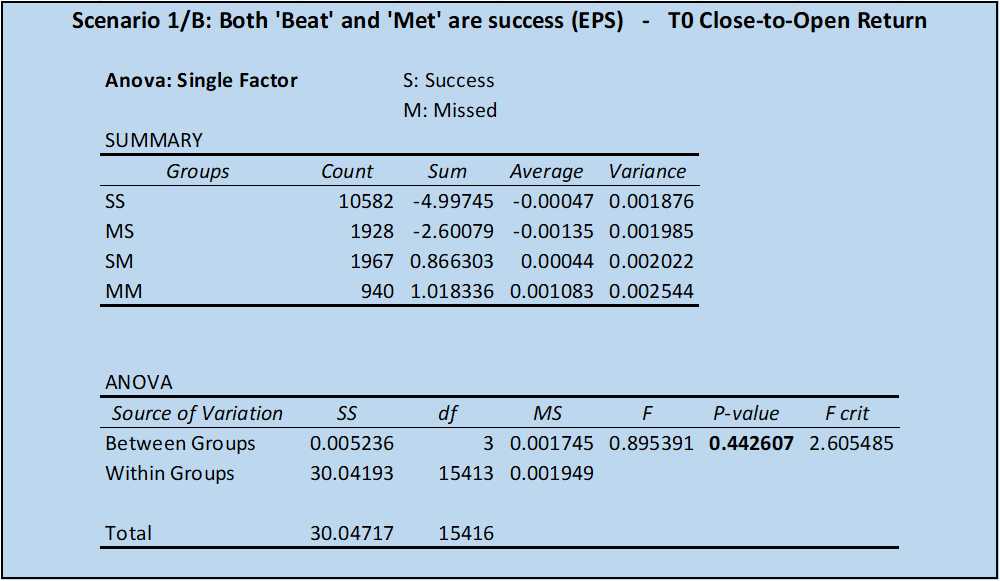 Scenario 1/B: Both 'Beat' and 'Met' are success (EPS) - T0 Close-to-Open Return
Anova: Single Factor S: Success
M: Missed
SUMMARY
Groups Count Sum Average Variance
SS 10582 -4.99745 -0.00047 0.001876
MS 1928 -2.60079 -0.00135 0.001985
SM 1967 0.866303 0.00044 0.002022
MM 940 1.018336 0.001083 0.002544
ANOVA
Source of Variation SS df MS F P-value F crit
Between Groups 0.005236 3 0.001745 0.895391 0.442607 2.605485
Within Groups 30.04193 15413 0.001949
Total 30.04717 15416